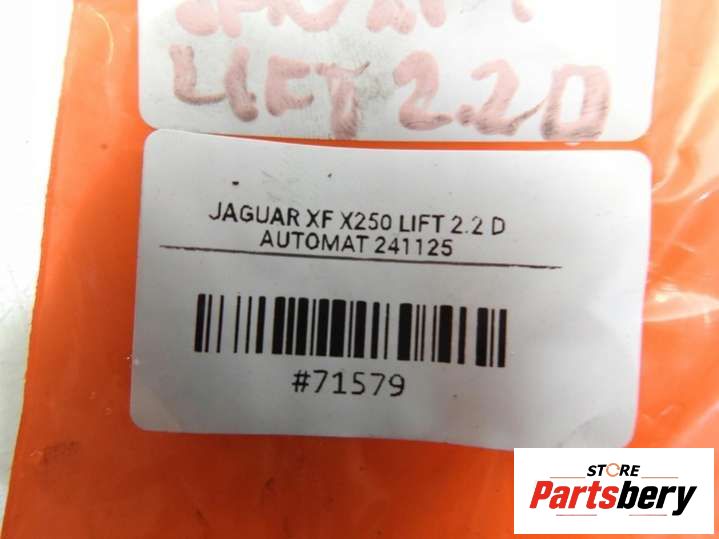 LIFT 2.2D
JAGUAR XF X250 LIFT 2.2 D
AUTOMAT 241125
#71579
STORE
Partsbery